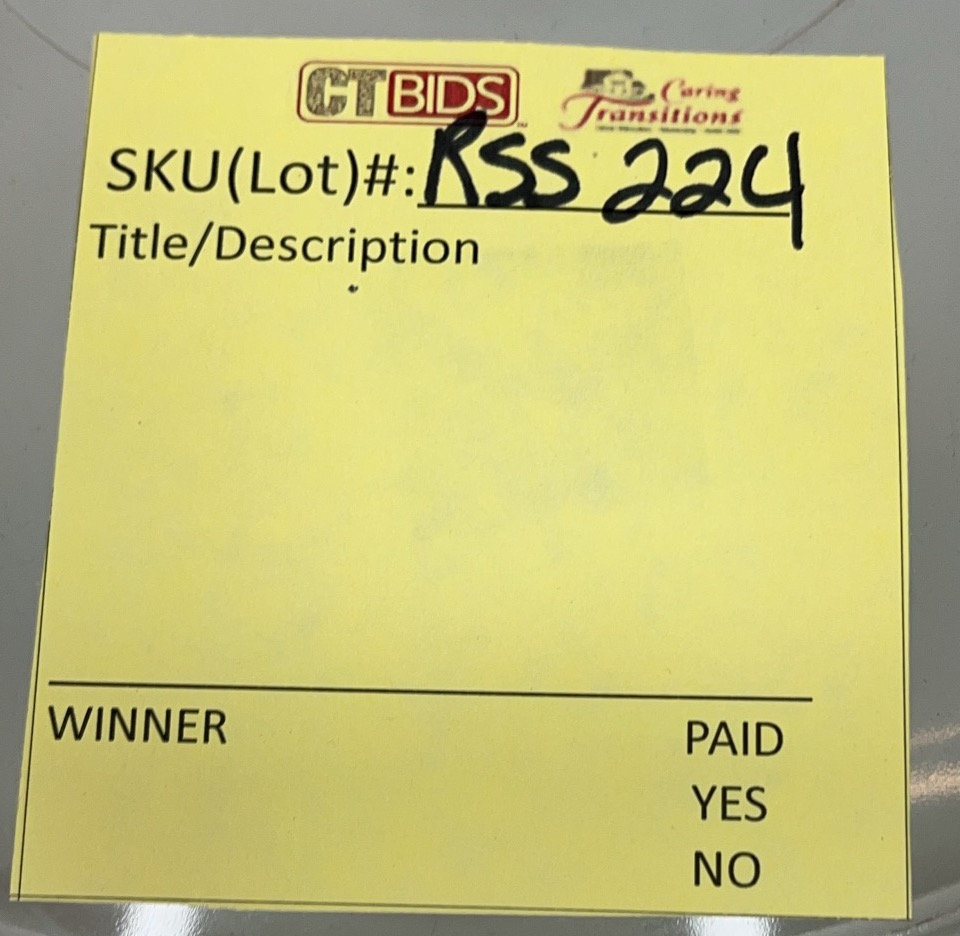 CTBIDS Caring Transitions
SKU(Lot)#: RSS 224
Title/Description
WINNER PAID
YES
NO